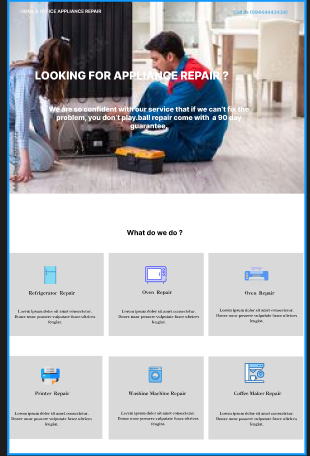 HOME & OFFICE APPLIANCE REPAIR
LOOKING FOR APPLIANCE REPAIR ?
We are so confident with our service that if we can't fix the
problem, you don't play.ball repair come with a 90 day
guarantee.
What do we do ?
Refrigerator Repair
Oven Repair
Oven Repair
Lorem ipsum dolor sit amet consectetur.
Donec nunc posuere vulputate fusce ultrices
feugiat.
Lorem ipsum dolor sit amet consectetur.
Donec nunc posuere vulputate fusce ultrices
feugiat.
Lorem ipsum dolor sit amet consectetur.
Donec nunc posuere vulputate fusce ultrices
feugiat.
Printer Repair
Washine Machine Repair
Coffee Maker Repair
Lorem ipsum dolor sit amet consectetur.
Donec nunc posuere vulputate fusce ultrices
feugiat.
Lorem ipsum dolor sit amet consectetur.
Donec nunc posuere vulputate fusce ultrices
feugiat.
Lorem ipsum dolor sit amet consectetur.
Donec nunc posuere vulputate fusce ultrices
feugiat.